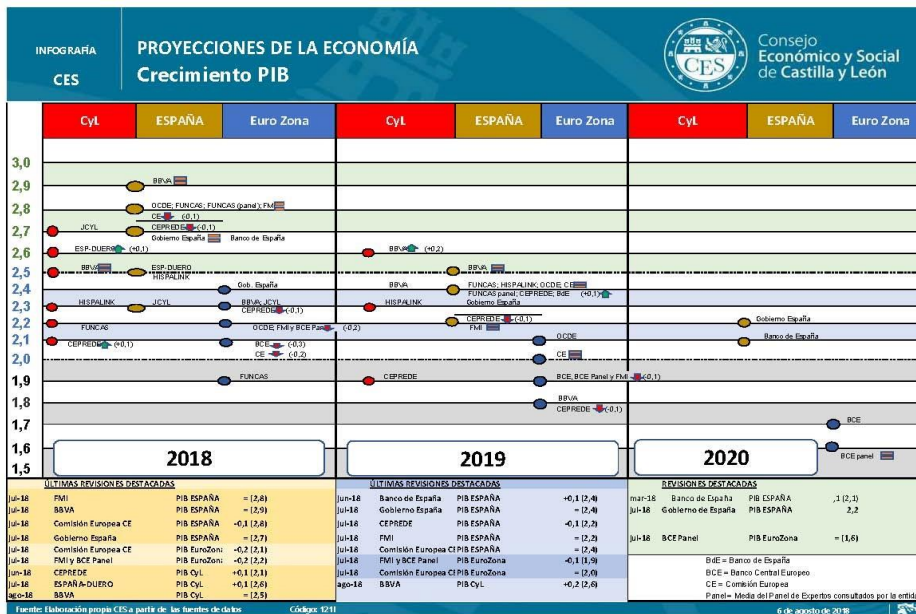 INFOGRAFÍA
CES
PROYECCIONES DE LA ECONOMÍA
Crecimiento PIB
CES
Consejo
Económico y Social
de Castilla y León
CyL ESPAÑA Euro Zona CyL ESPAÑA Euro Zona CyL ESPAÑA Euro Zona
3,0
2,9 BBVA
2,8 OCDE; FUNCAS; FUNCAS (panel); FMI
CE (-0,1)
2,7 JCYL CEPREDE (-0,1)
Gobierno España Banco de España
2,6 ESP-DUERO (+0,1) BBVA (+0,2)
2,5 BBVA ESP-DUERO BBVA
HISPALINK
2,4 Gob. España BBVA FUNCAS; HISPALINK; OCDE; CE
FUNCAS panel; CEPREDE; BdE (+0,1)
2,3 HISPALINK JCYL BBVA; JCYL HISPALINK Gobierno España
CEPREDE (-0,1)
2,2 FUNCAS OCDE; FMI y BCE Panel (-0,2) CEPREDE (-0,1) Gobierno España
FMI
2,1 CEPREDE (+0,1) BCE (-0,3) OCDE Banco de España
CE (-0,2)
2,0 CE
1,9 FUNCAS CEPREDE BCE, BCE Panel y FMI (-0,1)
1,8 BBVA
CEPREDE (-0,1)
1,7 BCE
1,6 BCE panel
1,5
2018 2019 2020
ÚLTIMAS REVISIONES DESTACADAS
jul-18 FMI PIB ESPAÑA = (2,8)
jul-18 BBVA PIB ESPAÑA = (2,9)
jul-18 Comisión Europea CE PIB ESPAÑA -0,1 (2,8)
jul-18 Gobierno España PIB ESPAÑA = (2,7)
jul-18 Comisión Europea CE PIB EuroZona -0,2 (2,1)
jul-18 FMI y BCE Panel PIB EuroZona -0,2 (2,2)
jun-18 CEPREDE PIB CyL +0,1 (2,1)
jul-18 ESPAÑA-DUERO PIB CyL +0,1 (2,6)
ago-18 BBVA PIB CyL = (2,5)
ÚLTIMAS REVISIONES DESTACADAS
jun-18 Banco de España PIB ESPAÑA +0,1 (2,4)
jul-18 Gobierno España PIB ESPAÑA = (2,4)
jul-18 CEPREDE PIB ESPAÑA -0,1 (2,2)
jul-18 FMI PIB ESPAÑA = (2,2)
jul-18 Comisión Europea CE PIB ESPAÑA = (2,4)
jul-18 FMI y BCE Panel PIB EuroZona -0,1 (1,9)
jul-18 Comisión Europea CE PIB EuroZona = (2,0)
ago-18 BBVA PIB CyL +0,2 (2,6)
REVISIONES DESTACADAS
mar-18 Banco de España PIB ESPAÑA ,1 (2,1)
jul-18 Gobierno de España PIB ESPAÑA 2,2
jul-18 BCE Panel PIB EuroZona = (1,6)
BdE = Banco de España
BCE = Banco Central Europeo
CE = Comisión Europea
Panel= Media del Panel de Expertos consultados por la entida
Fuente: Elaboración propia CES a partir de las fuentes de datos Código: 1211 6 de agosto de 2018